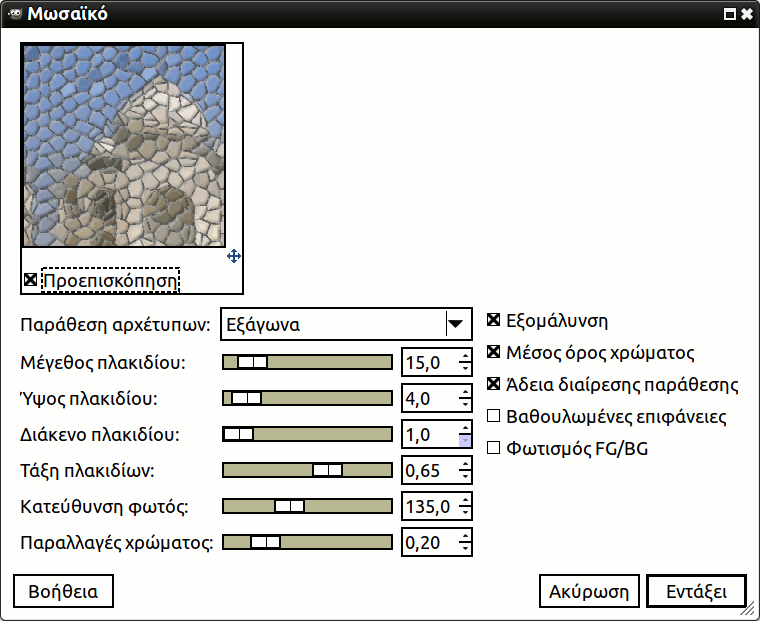 Μωσαϊκό
Προεπισκόπηση
Παράθεση αρχέτυπων: Εξάγωνα
Μέγεθος πλακιδίου: 15,0
Ύψος πλακιδίου: 4,0
Διάκενο πλακιδίου: 1,0
Τάξη πλακιδίων: 0,65
Κατεύθυνση φωτός: 135,0
Παραλλαγές χρώματος: 0,20
Εξομάλυνση
Μέσος όρος χρώματος
Άδεια διαίρεσης παράθεσης
Βαθουλωμένες επιφάνειες
Φωτισμός FG/BG
Βοήθεια
Ακύρωση
Εντάξει